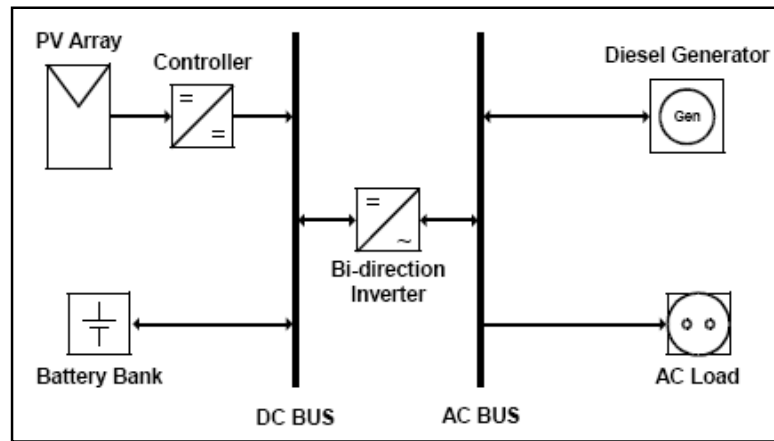 PV Array
Controller
Diesel Generator
=
=
Gen
=
~
Bi-direction
Inverter
Battery Bank
AC Load
DC BUS
AC BUS